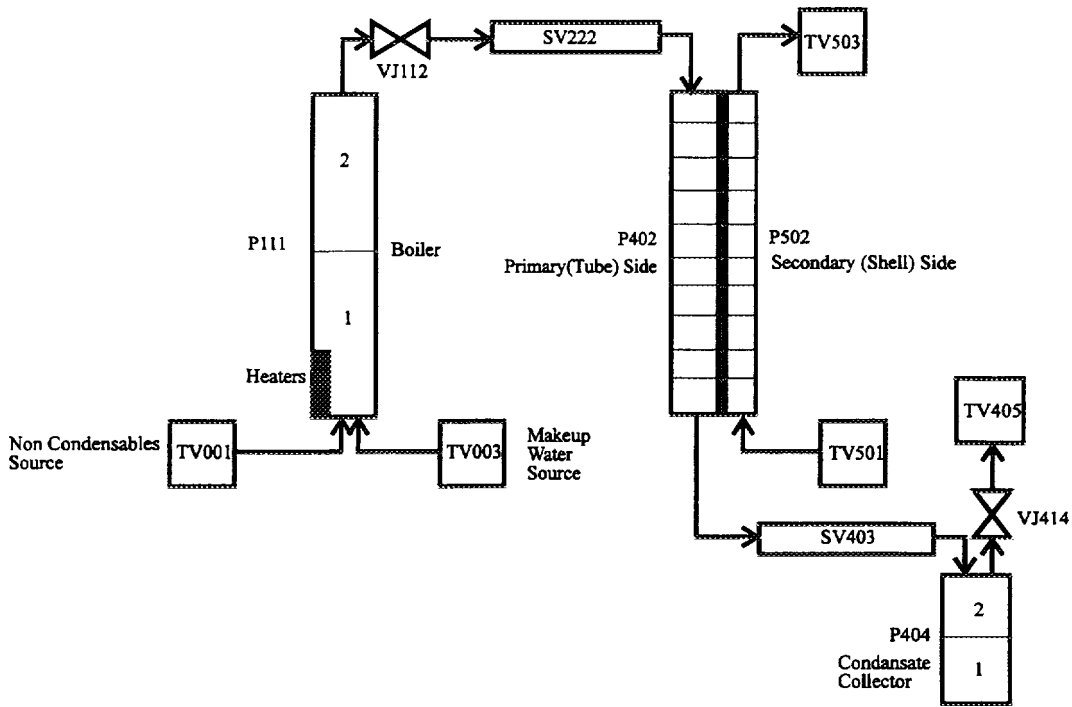 TV503
SV222
VJ112
2
P111
Boiler
P402
P502
Primary(Tube) Side
Secondary (Shell) Side
1
Heaters
TV405
Non Condensables
Source
TV001
TV003
Makeup
Water
Source
TV501
VJ414
SV403
2
P404
Condansate
Collector
1